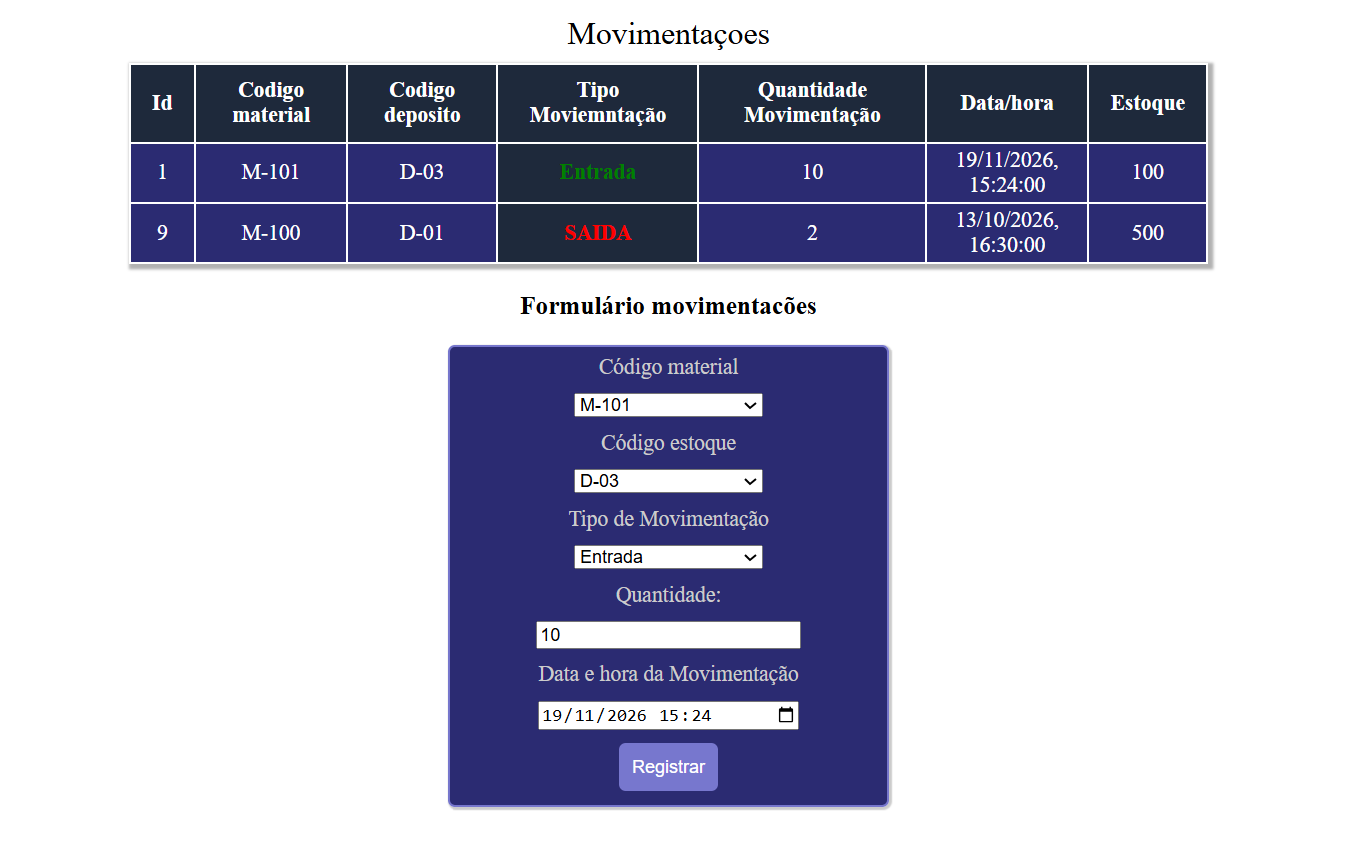 Movimentaçoes
Id
Codigo
material
Codigo
deposito
Tipo
Moviemntação
Quantidade
Movimentação
Data/hora
Estoque
1
M-101
D-03
Entrada
10
19/11/2026,
15:24:00
100
9
M-100
D-01
SAIDA
2
13/10/2026,
16:30:00
500
Formulário movimentacões
Código material
M-101
Código estoque
D-03
Tipo de Movimentação
Entrada
Quantidade:
10
Data e hora da Movimentação
19/11/2026 15:24
Registrar